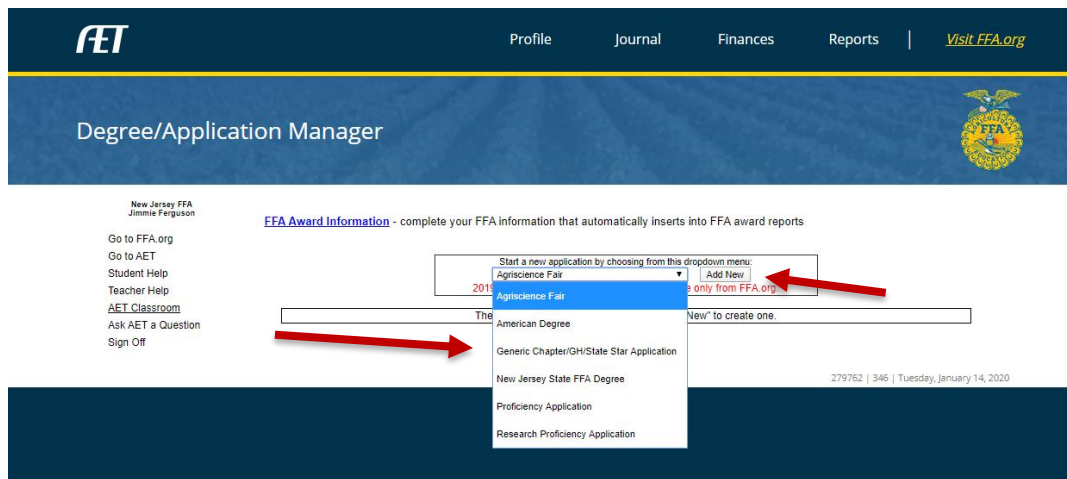 ÆT
Profile Journal Finances Reports | Visit FFA.org
Degree/Application Manager
FFA
New Jersey FFA
Jimmie Ferguson
Go to FFA.org
Go to AET
Student Help
Teacher Help
AET Classroom
Ask AET a Question
Sign Off
FFA Award Information - complete your FFA information that automatically inserts into FFA award reports
Start a new application by choosing from this dropdown menu:
Agriscience Fair ▼ Add New
2019 only from FFA.org
The New" to create one.
Agriscience Fair
American Degree
Generic Chapter/GH/State Star Application
New Jersey State FFA Degree
Proficiency Application
Research Proficiency Application
279762 | 346 | Tuesday, January 14, 2020